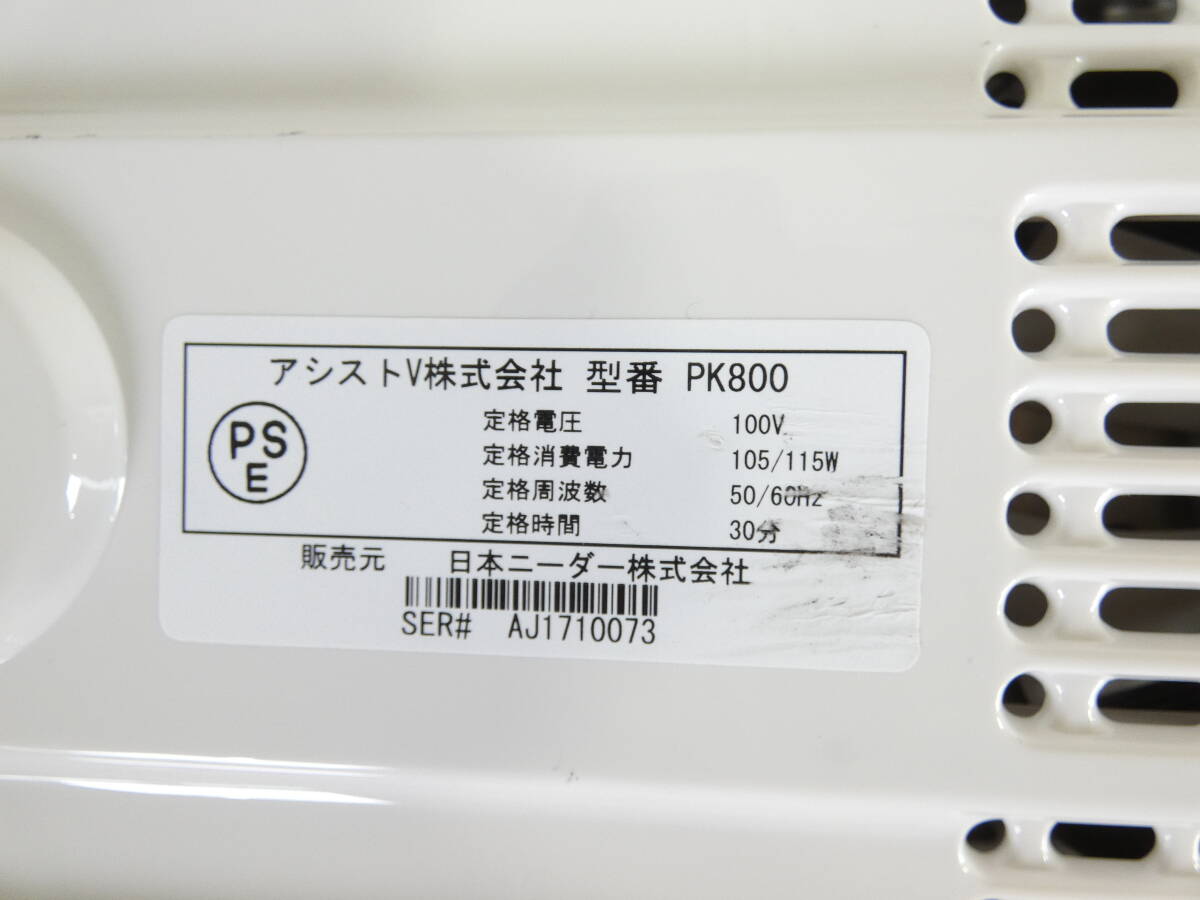 アシストV株式会社 型番 PK800
PS
E
定格電圧 100V
定格消費電力 105/115W
定格周波数 50/60Hz
定格時間 30分
販売元 日本ニーダー株式会社
SER# AJ1710073